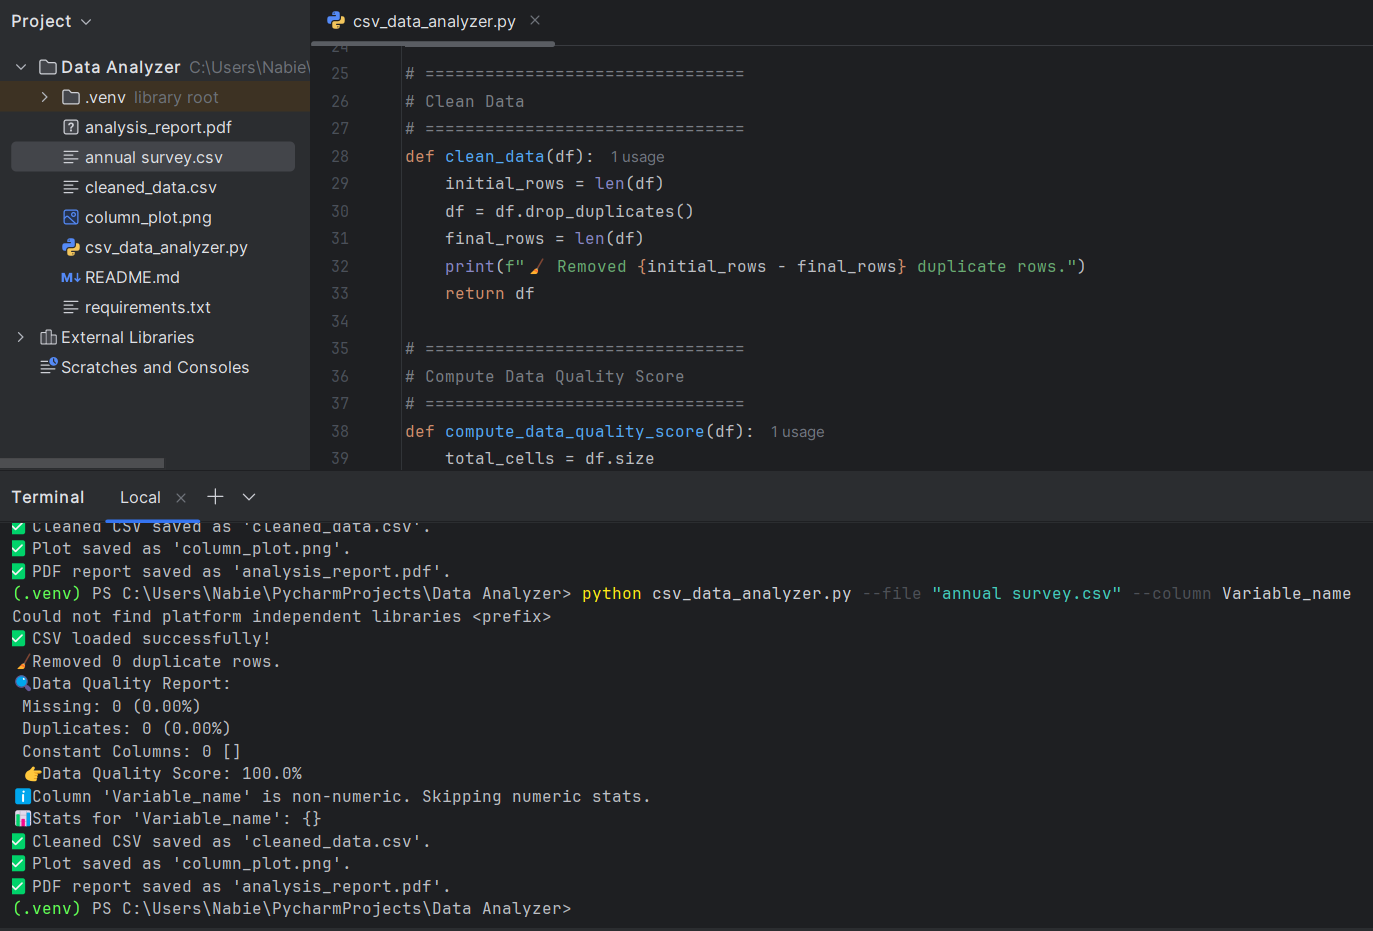 Project
csv_data_analyzer.py
Data Analyzer C:\Users\Nabie\
.venv library root
analysis_report.pdf
annual survey.csv
cleaned_data.csv
column_plot.png
csv_data_analyzer.py
README.md
requirements.txt
External Libraries
Scratches and Consoles
24
25 # ================================
26 # Clean Data
27 # ================================
28 def clean_data(df): 1 usage
29 initial_rows = len(df)
30 df = df.drop_duplicates()
31 final_rows = len(df)
32 print(f"🧹 Removed {initial_rows - final_rows} duplicate rows.")
33 return df
34
35 # ================================
36 # Compute Data Quality Score
37 # ================================
38 def compute_data_quality_score(df): 1 usage
39 total_cells = df.size
Terminal Local
✅ Cleaned CSV saved as 'cleaned_data.csv'.
✅ Plot saved as 'column_plot.png'.
✅ PDF report saved as 'analysis_report.pdf'.
(.venv) PS C:\Users\Nabie\PycharmProjects\Data Analyzer> python csv_data_analyzer.py --file "annual survey.csv" --column Variable_name
Could not find platform independent libraries <prefix>
✅ CSV loaded successfully!
🧹Removed 0 duplicate rows.
🔍Data Quality Report:
Missing: 0 (0.00%)
Duplicates: 0 (0.00%)
Constant Columns: 0 []
👉Data Quality Score: 100.0%
ℹ️Column 'Variable_name' is non-numeric. Skipping numeric stats.
📊Stats for 'Variable_name': {}
✅ Cleaned CSV saved as 'cleaned_data.csv'.
✅ Plot saved as 'column_plot.png'.
✅ PDF report saved as 'analysis_report.pdf'.
(.venv) PS C:\Users\Nabie\PycharmProjects\Data Analyzer>